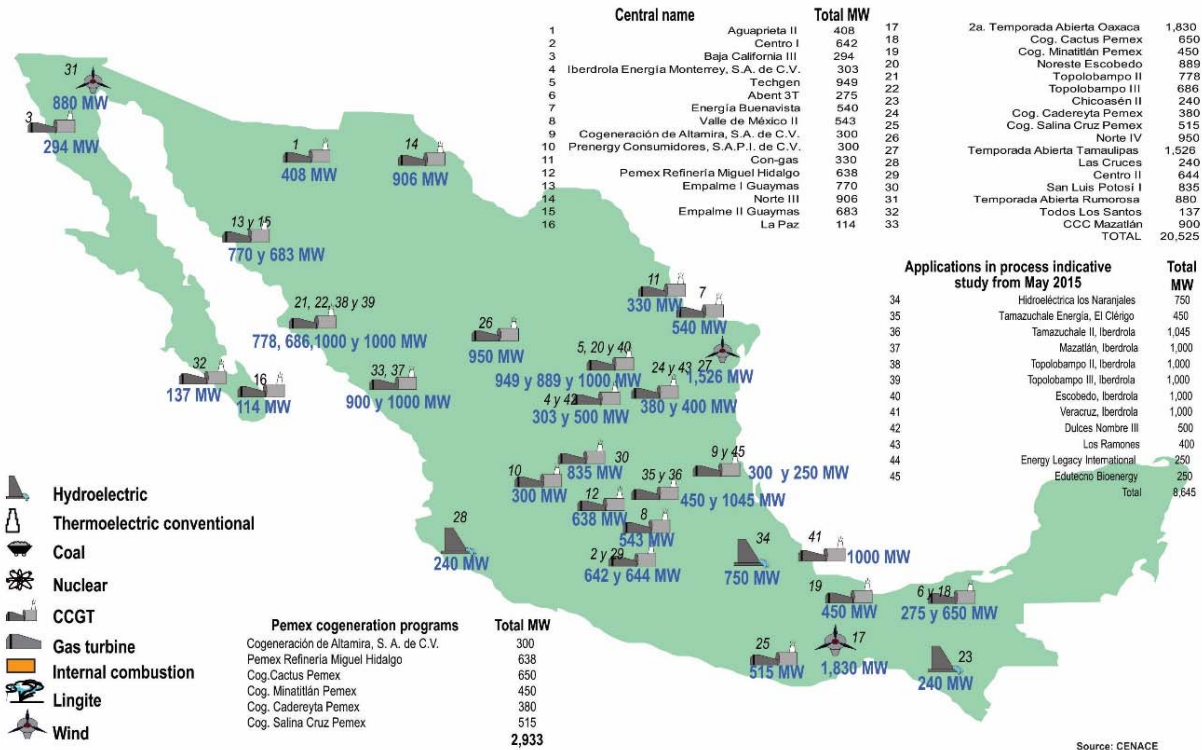 Central name Total MW
1 Aguaprieta II 408
2 Centro I 642
3 Baja California III 294
4 Iberdrola Energía Monterrey, S.A. de C.V. 303
5 Techgen 949
6 Abent 3T 275
7 Energía Buenavista 540
8 Valle de México II 543
9 Cogeneración de Altamira, S.A. de C.V. 300
10 Prenergy Consumidores, S.A.P.I. de C.V. 300
11 Con-gas 330
12 Pemex Refinería Miguel Hidalgo 638
13 Empalme I Guaymas 770
14 Norte III 906
15 Empalme II Guaymas 683
16 La Paz 114
17 2a. Temporada Abierta Oaxaca 1,830
18 Cog. Cactus Pemex 650
19 Cog. Minatitlán Pemex 450
20 Noreste Escobedo 889
21 Topolobampo II 778
22 Topolobampo III 686
23 Chicoasén II 240
24 Cog. Cadereyta Pemex 380
25 Cog. Salina Cruz Pemex 515
26 Norte IV 950
27 Temporada Abierta Tamaulipas 1,526
28 Las Cruces 240
29 Centro II 644
30 San Luis Potosí I 835
31 Temporada Abierta Rumorosa 880
32 Todos Los Santos 137
33 CCC Mazatlán 900
TOTAL 20,525
Applications in process indicative
study from May 2015
Total
MW
34 Hidroeléctrica los Naranjales 750
35 Tamazuchale Energía, El Clérigo 450
36 Tamazuchale II, Iberdrola 1,045
37 Mazatlán, Iberdrola 1,000
38 Topolobampo II, Iberdrola 1,000
39 Topolobampo III, Iberdrola 1,000
40 Escobedo, Iberdrola 1,000
41 Veracruz, Iberdrola 1,000
42 Dulces Nombre III 500
43 Los Ramones 400
44 Energy Legacy International 250
45 Edutecno Bioenergy 250
Total 8,645
31
880 MW
3
294 MW
1
408 MW
14
906 MW
13 y 15
770 y 683 MW
21, 22, 38 y 39
778, 686,1000 y 1000 MW
11
330 MW
7
540 MW
26
950 MW
5, 20 y 40
949 y 889 y 1000 MW
24 y 43
380 y 400 MW
27
1,526 MW
32
137 MW
16
114 MW
33, 37
900 y 1000 MW
4 y 42
303 y 500 MW
30
835 MW
9 y 45
300 y 250 MW
10
300 MW
35 y 36
450 y 1045 MW
12
638 MW
8
543 MW
28
240 MW
2 y 29
642 y 644 MW
34
750 MW
41
1000 MW
19
450 MW
6 y 18
275 y 650 MW
25
515 MW
17
1,830 MW
23
240 MW
Hydroelectric
Thermoelectric conventional
Coal
Nuclear
CCGT
Gas turbine
Internal combustion
Lingite
Wind
Pemex cogeneration programs Total MW
Cogeneración de Altamira, S. A. de C.V. 300
Pemex Refinería Miguel Hidalgo 638
Cog.Cactus Pemex 650
Cog. Minatitlán Pemex 450
Cog. Cadereyta Pemex 380
Cog. Salina Cruz Pemex 515
2,933
Source: CENACE